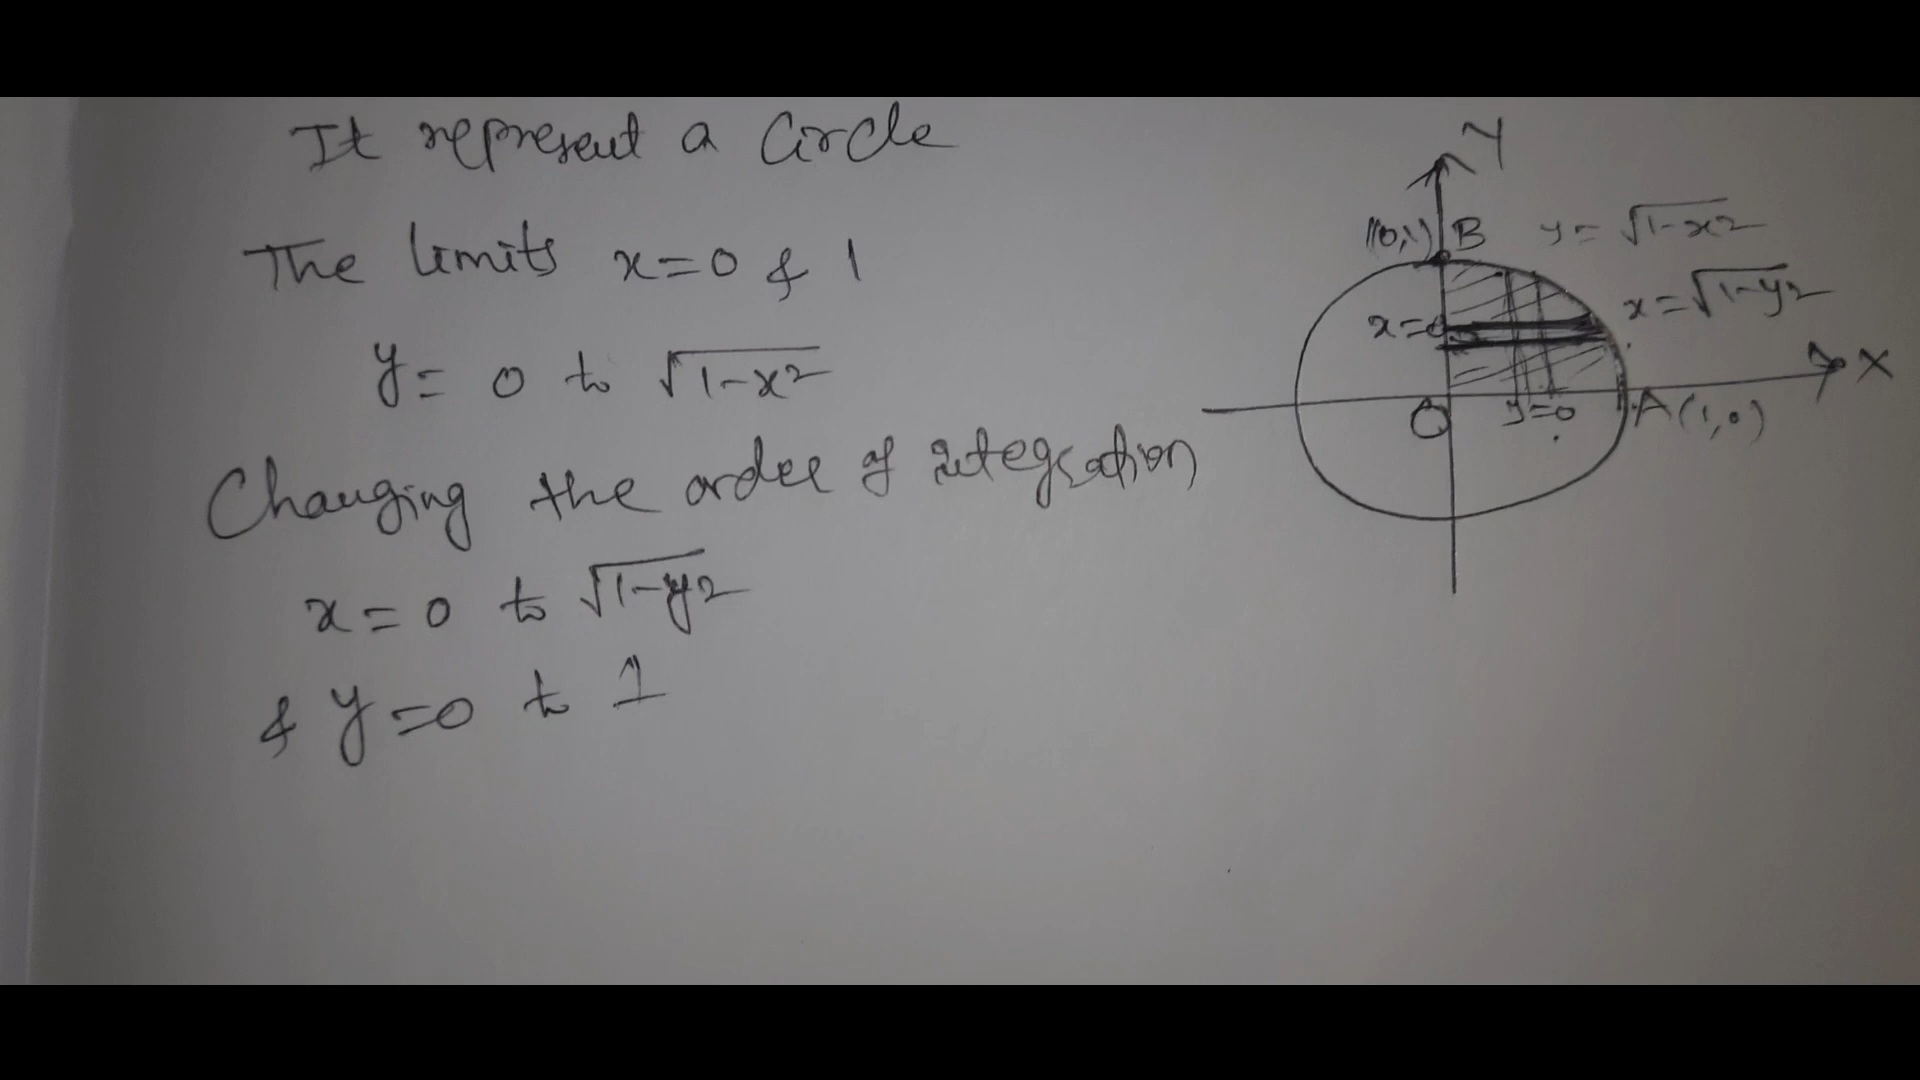 It represent a Circle
The limits x=0 & 1
y= 0 to √1-x2
Changing the order of integration
x=0 to √1-y2
& y=0 to 1
Y
(0,1) B y= √1-x2
x=√1-y2
x=0
X
O y=0 A(1,0)